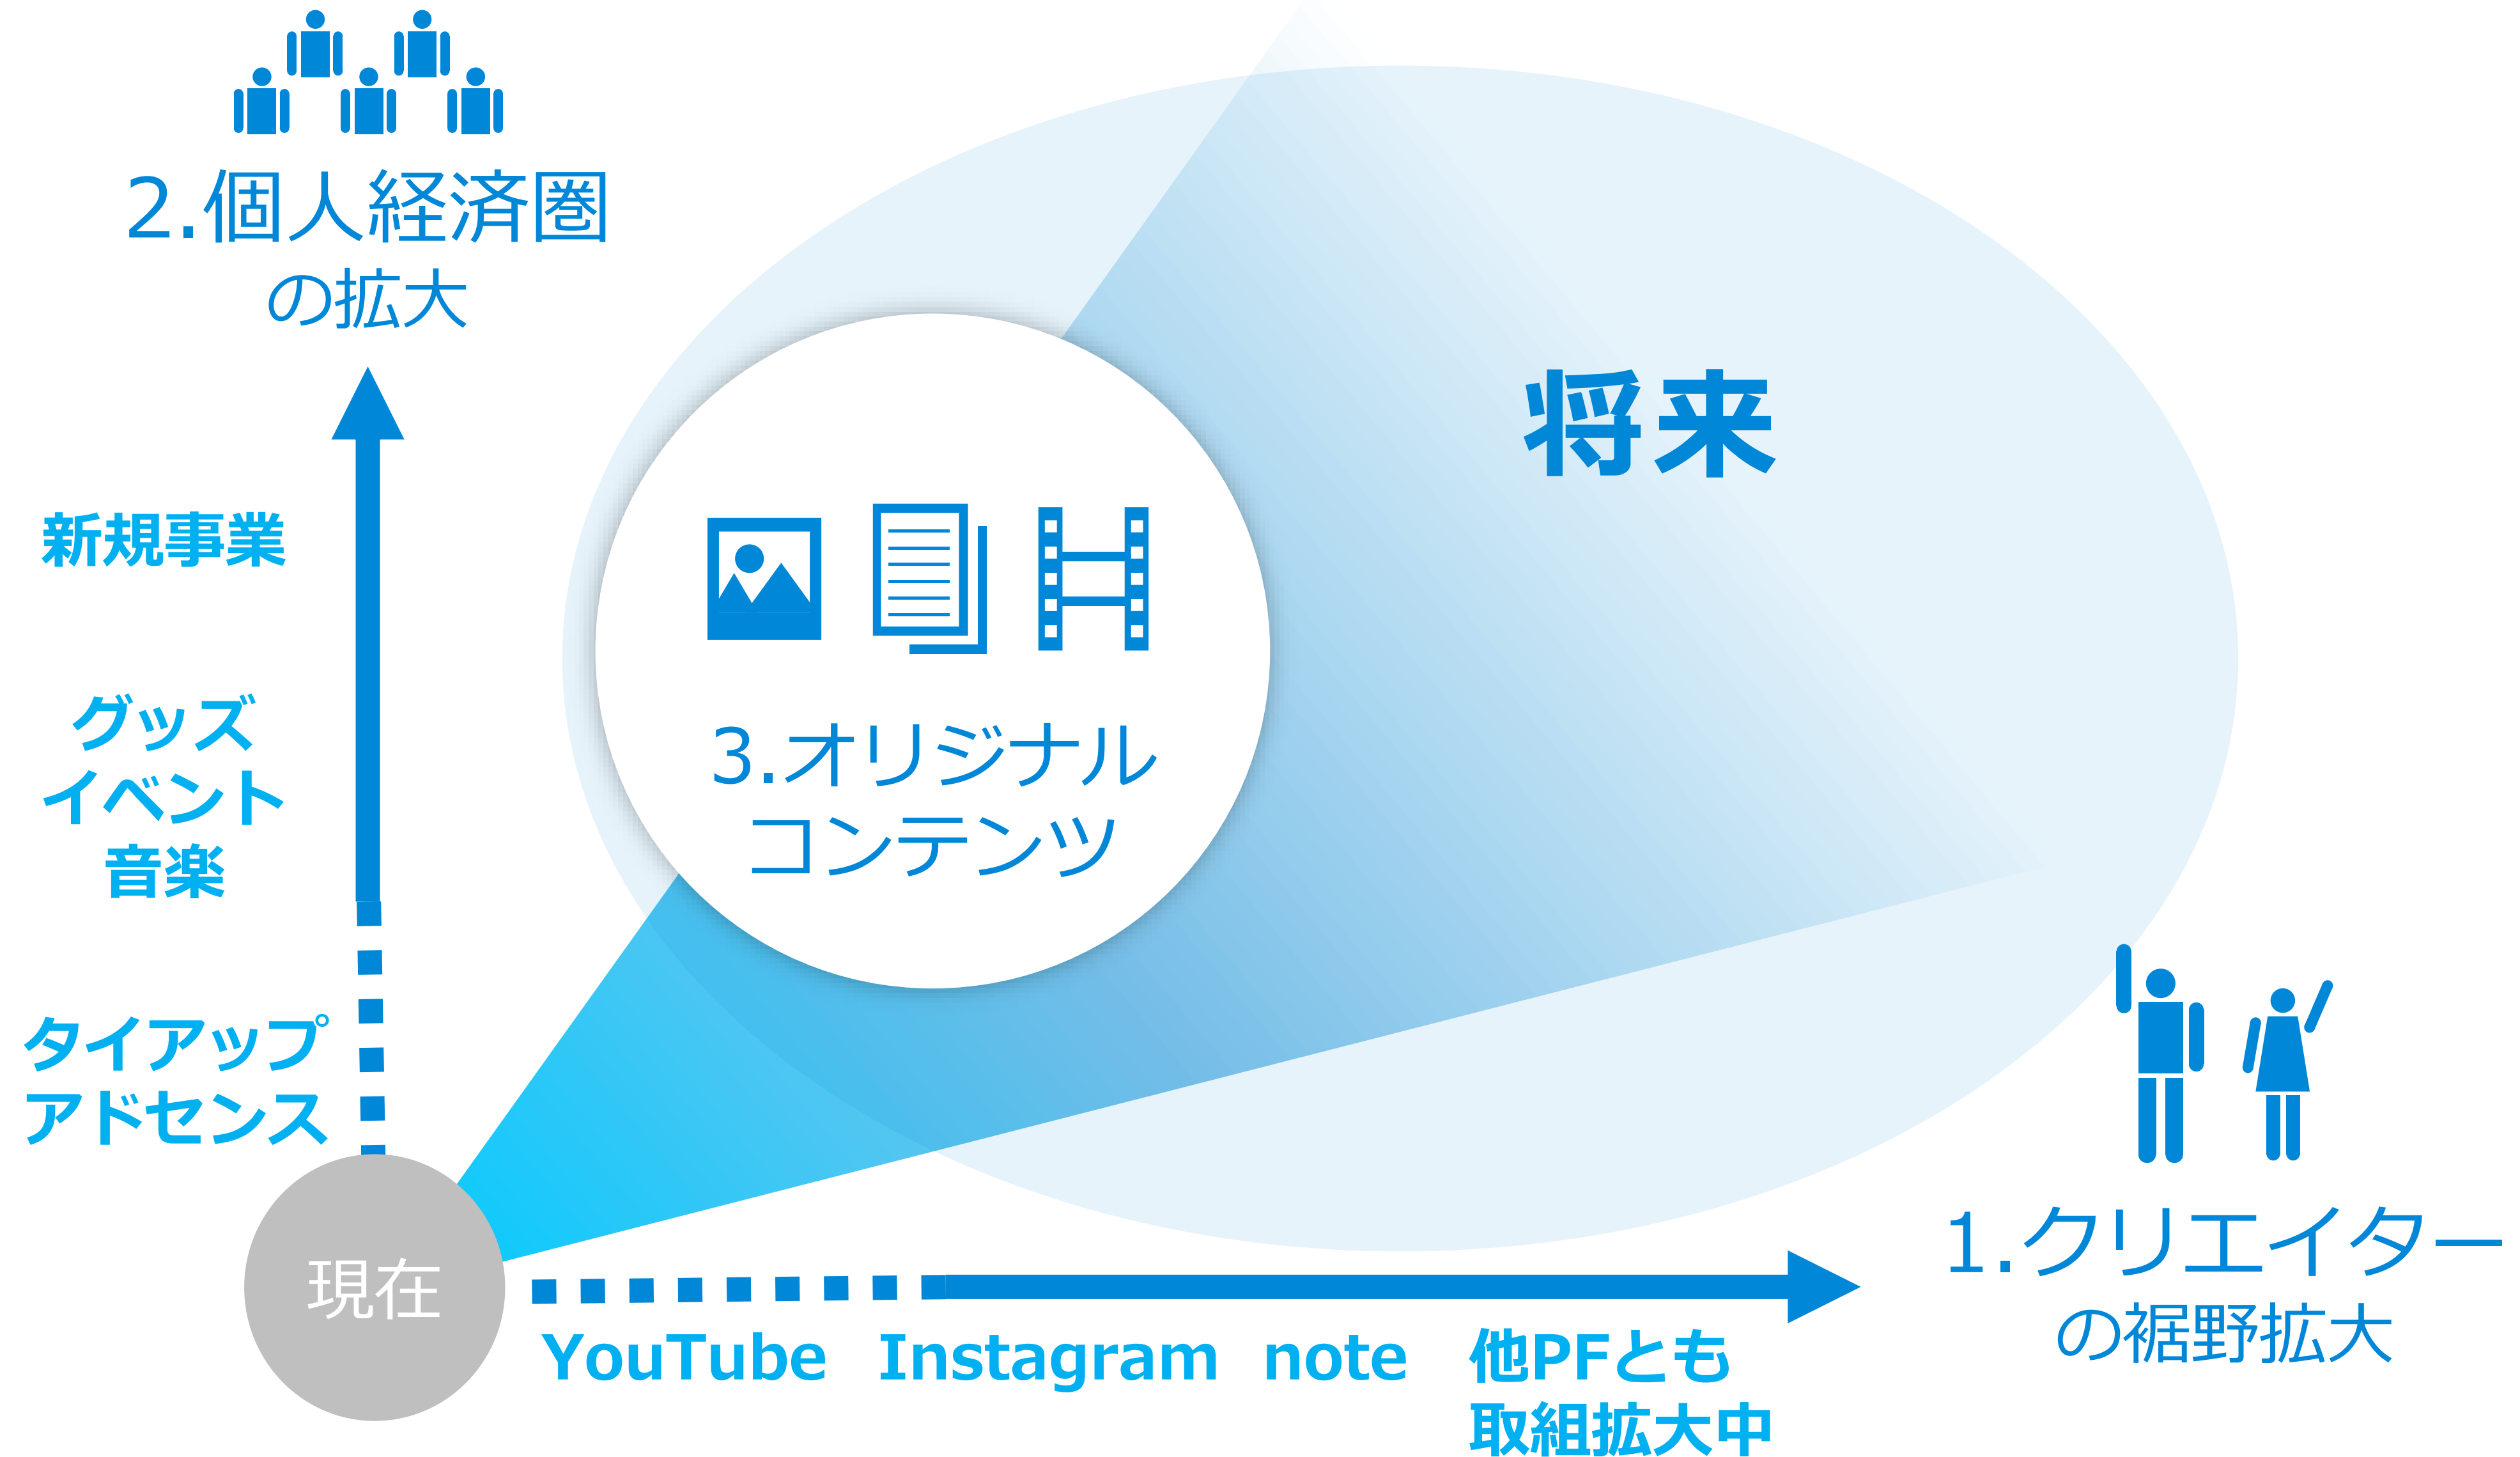 2.個人経済圏
の拡大
将来
新規事業
グッズ
イベント
音楽
3.オリジナル
コンテンツ
タイアップ
アドセンス
現在
1.クリエイター
の裾野拡大
YouTube Instagram note 他PFとも
取組拡大中